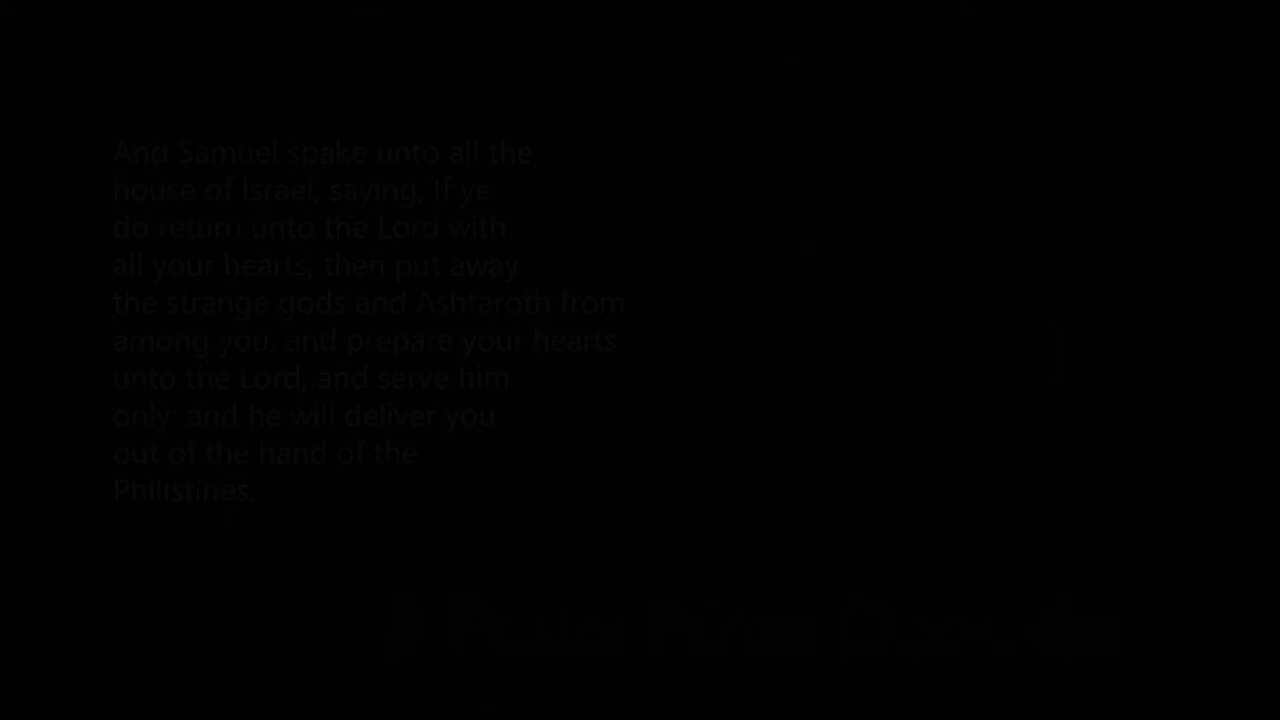 And Samuel spake unto all the
house of Israel, saying, If ye
do return unto the Lord with
all your hearts, then put away
the strange gods and Ashtaroth from
among you, and prepare your hearts
unto the Lord, and serve him
only: and he will deliver you
out of the hand of the
Philistines.